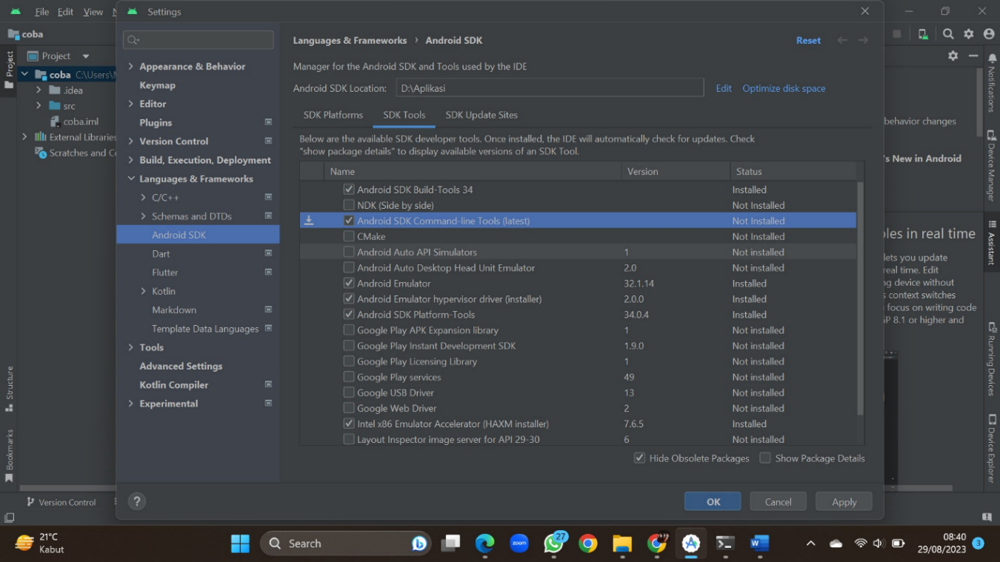 File Edit View N
Settings
coba
Project
coba C:\Users\M
.idea
src
coba.iml
External Libraries
Scratches and Co
Project
Structure
Bookmarks
Version Control
Appearance & Behavior
Keymap
Editor
Plugins
Version Control
Build, Execution, Deployment
Languages & Frameworks
C/C++
Schemas and DTDs
Android SDK
Dart
Flutter
Kotlin
Markdown
Template Data Languages
Tools
Advanced Settings
Kotlin Compiler
Experimental
?
Languages & Frameworks › Android SDK
Reset
Manager for the Android SDK and Tools used by the IDE
Android SDK Location: D:\Aplikasi Edit Optimize disk space
SDK Platforms SDK Tools SDK Update Sites
Below are the available SDK developer tools. Once installed, the IDE will automatically check for updates. Check
"show package details" to display available versions of an SDK Tool.
Name Version Status
Android SDK Build-Tools 34 Installed
NDK (Side by side) Not Installed
Android SDK Command-line Tools (latest) Not Installed
CMake Not Installed
Android Auto API Simulators 1 Not installed
Android Auto Desktop Head Unit Emulator 2.0 Not installed
Android Emulator 32.1.14 Installed
Android Emulator hypervisor driver (installer) 2.0.0 Installed
Android SDK Platform-Tools 34.0.4 Installed
Google Play APK Expansion library 1 Not installed
Google Play Instant Development SDK 1.9.0 Not installed
Google Play Licensing Library 1 Not installed
Google Play services 49 Not installed
Google USB Driver 13 Not installed
Google Web Driver 2 Not installed
Intel x86 Emulator Accelerator (HAXM installer) 7.6.5 Installed
Layout Inspector image server for API 29-30 6 Not installed
Hide Obsolete Packages Show Package Details
OK Cancel Apply
behavior changes
's New in Android
les in real time
lets you update
real time. Edit
device without
context switches
focus on writing code
GP 8.1 or higher and
Notifications
Device Manager
Assistant
Running Devices
Device Explorer
21°C
Kabut
Search
zoom
27
W
08:40
29/08/2023
3